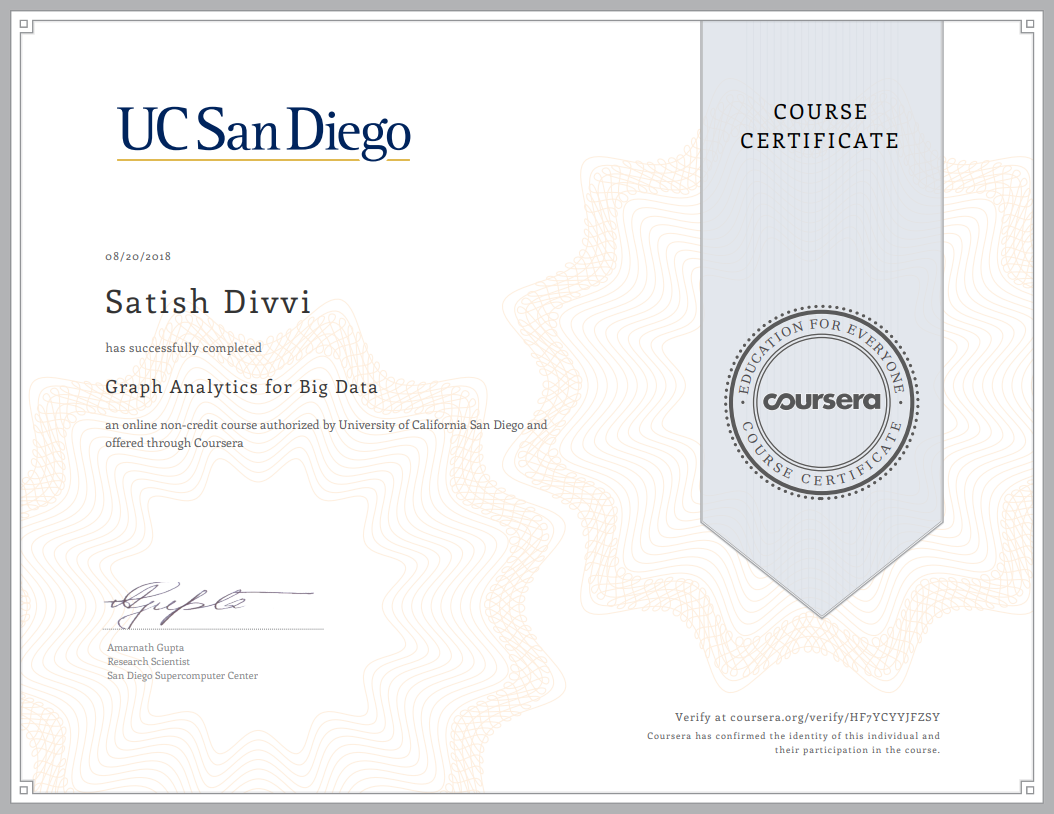 UC San Diego
COURSE
CERTIFICATE
08/20/2018
Satish Divvi
has successfully completed
Graph Analytics for Big Data
an online non-credit course authorized by University of California San Diego and
offered through Coursera
EDUCATION FOR EVERYONE
coursera
COURSE CERTIFICATE
Amarnath Gupta
Research Scientist
San Diego Supercomputer Center
Verify at coursera.org/verify/HF7YCYYJFZSY
Coursera has confirmed the identity of this individual and
their participation in the course.